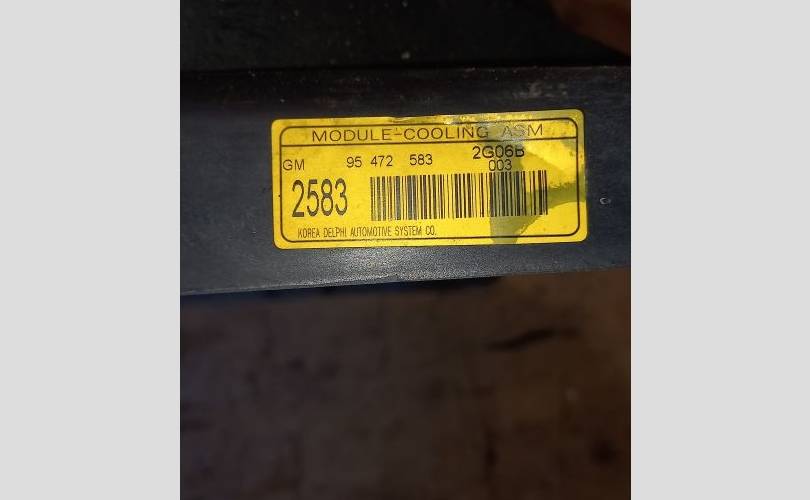 MODULE-COOLING ASM
GM 95 472 583 2G06B
003
2583
KOREA DELPHI AUTOMOTIVE SYSTEM CO.